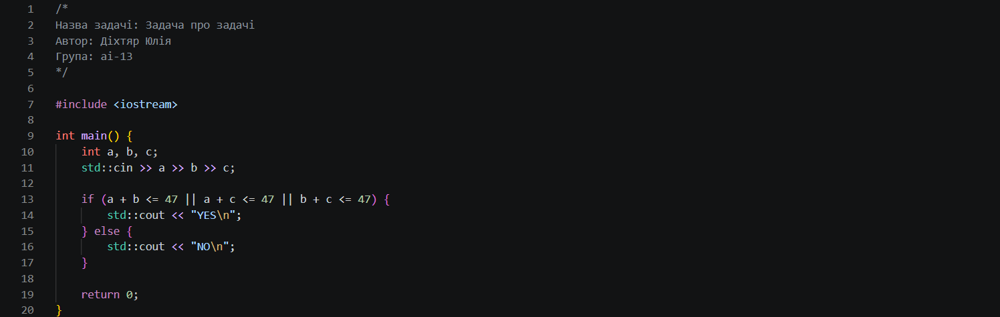 1 /*
2 Назва задачі: Задача про задачі
3 Автор: Діхтяр Юлія
4 Група: аі-13
5 */
6
7 #include <iostream>
8
9 int main() {
10     int a, b, c;
11     std::cin >> a >> b >> c;
12
13     if (a + b <= 47 || a + c <= 47 || b + c <= 47) {
14         std::cout << "YES\n";
15     } else {
16         std::cout << "NO\n";
17     }
18
19     return 0;
20 }